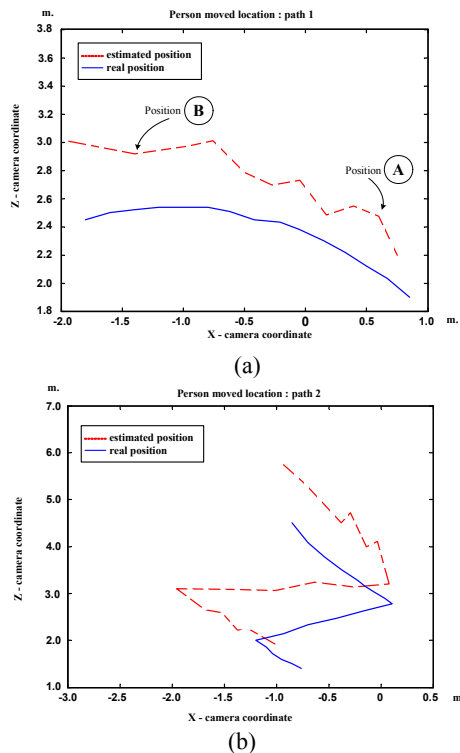 m.
Person moved location : path 1
3.8
3.6
3.4
3.2
3.0
2.8
2.6
2.4
2.2
2.0
1.8
Z - camera coordinate
estimated position
real position
Position B
Position A
-2.0 -1.5 -1.0 -0.5 0 0.5 1.0
m.
X - camera coordinate
(a)
m.
Person moved location : path 2
7.0
6.0
5.0
4.0
3.0
2.0
1.0
Z - camera coordinate
estimated position
real position
-3.0 -2.5 -2.0 -1.5 -1.0 -0.5 0 0.5
m.
X - camera coordinate
(b)